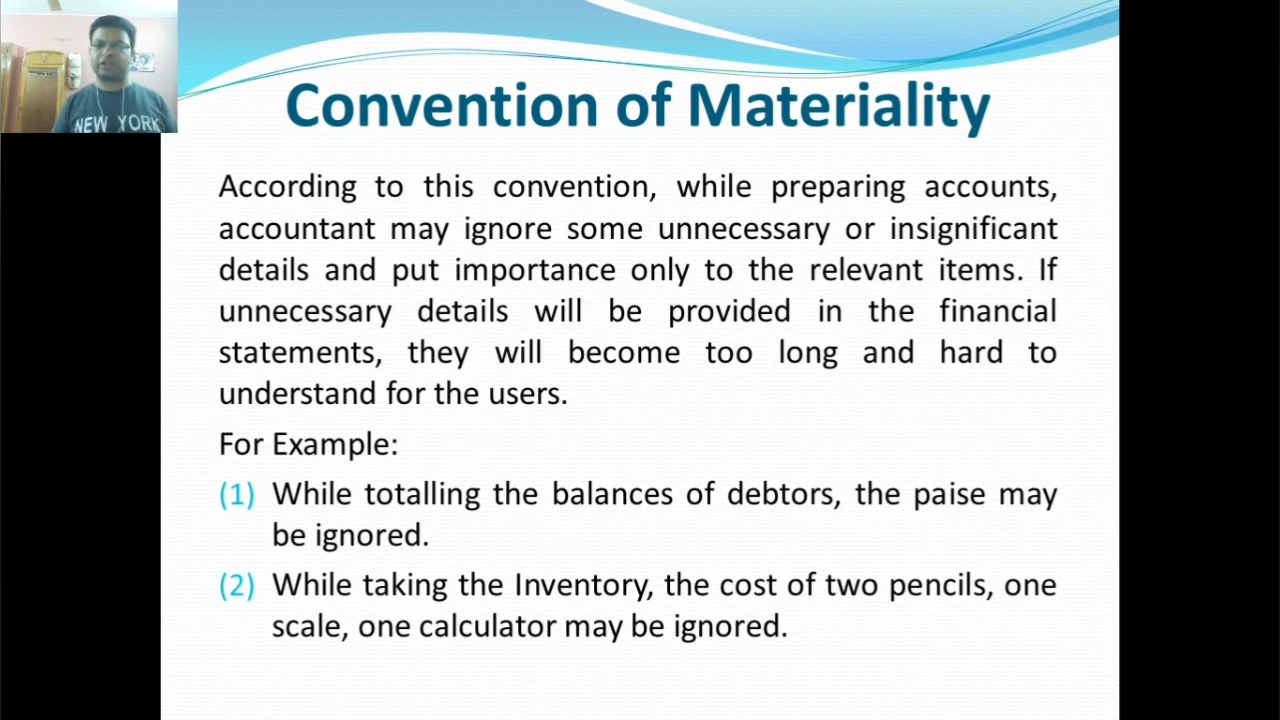 NEW YORK
Convention of Materiality
According to this convention, while preparing accounts,
accountant may ignore some unnecessary or insignificant
details and put importance only to the relevant items. If
unnecessary details will be provided in the financial
statements, they will become too long and hard to
understand for the users.
For Example:
(1) While totalling the balances of debtors, the paise may
be ignored.
(2) While taking the Inventory, the cost of two pencils, one
scale, one calculator may be ignored.